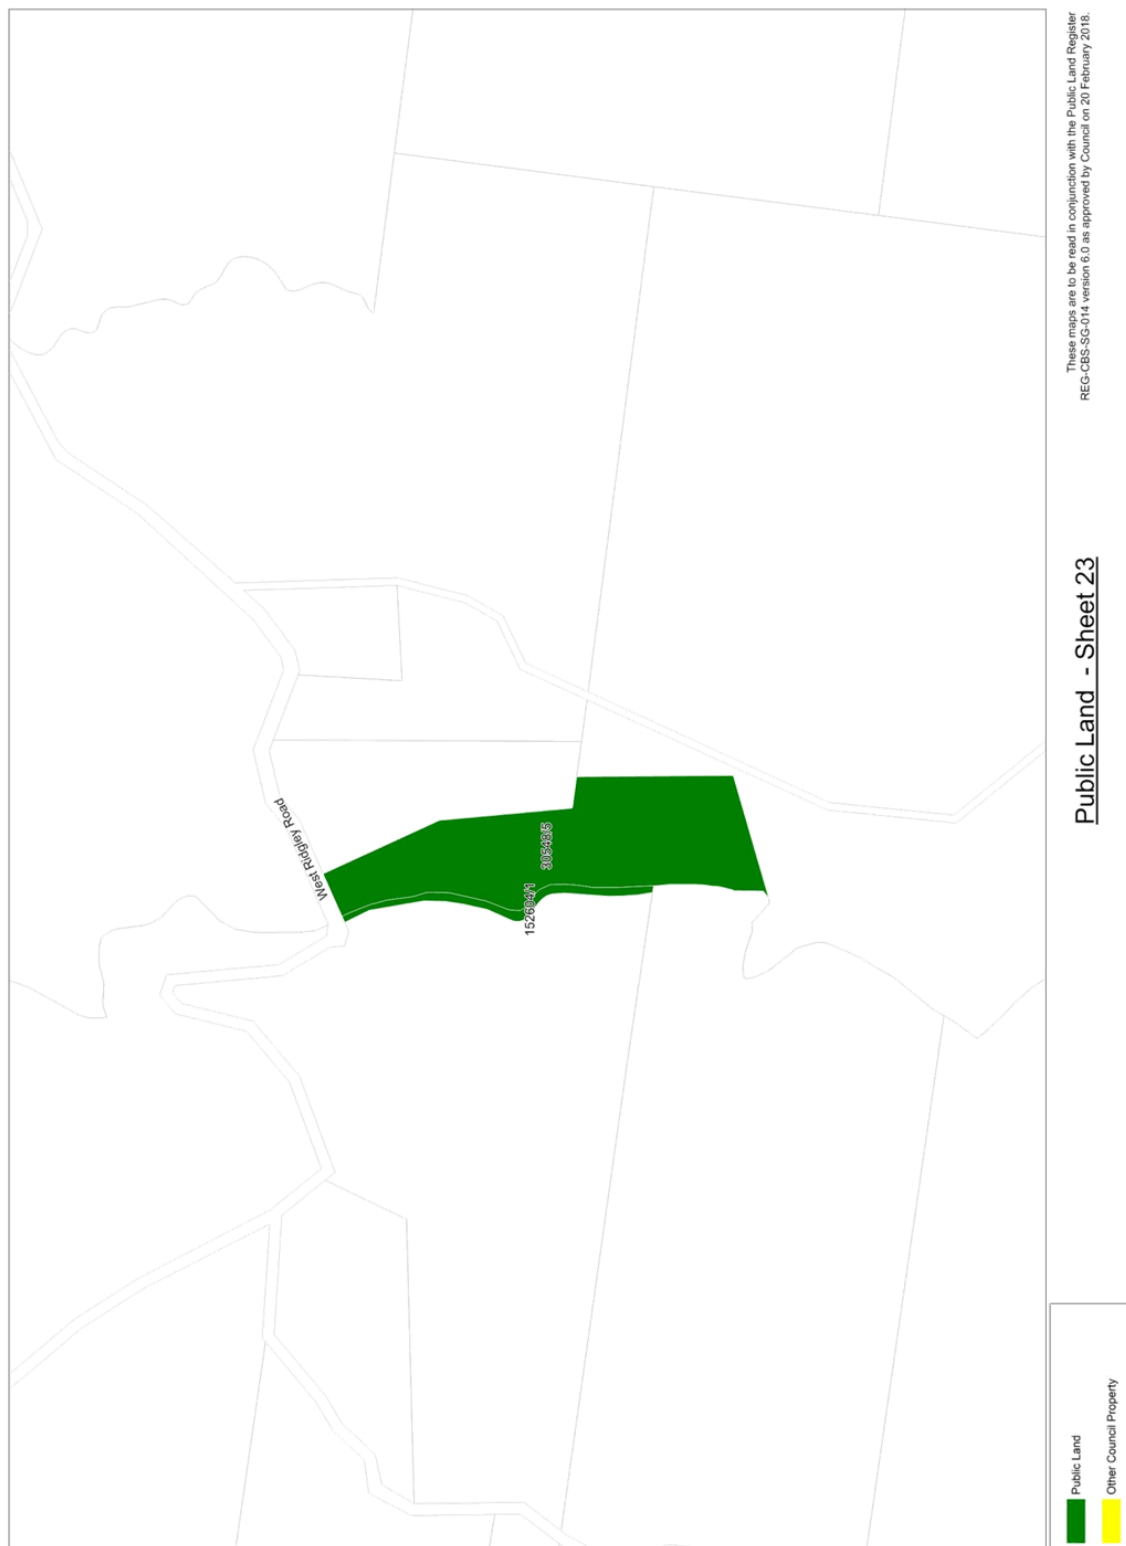 These maps are to be read in conjunction with the Public Land Register
REG-CBS-SG-014 version 6.0 as approved by Council on 20 February 2018.
West Ridgley Road
30548/5
152604/1
Public Land - Sheet 23
Public Land
Other Council Property